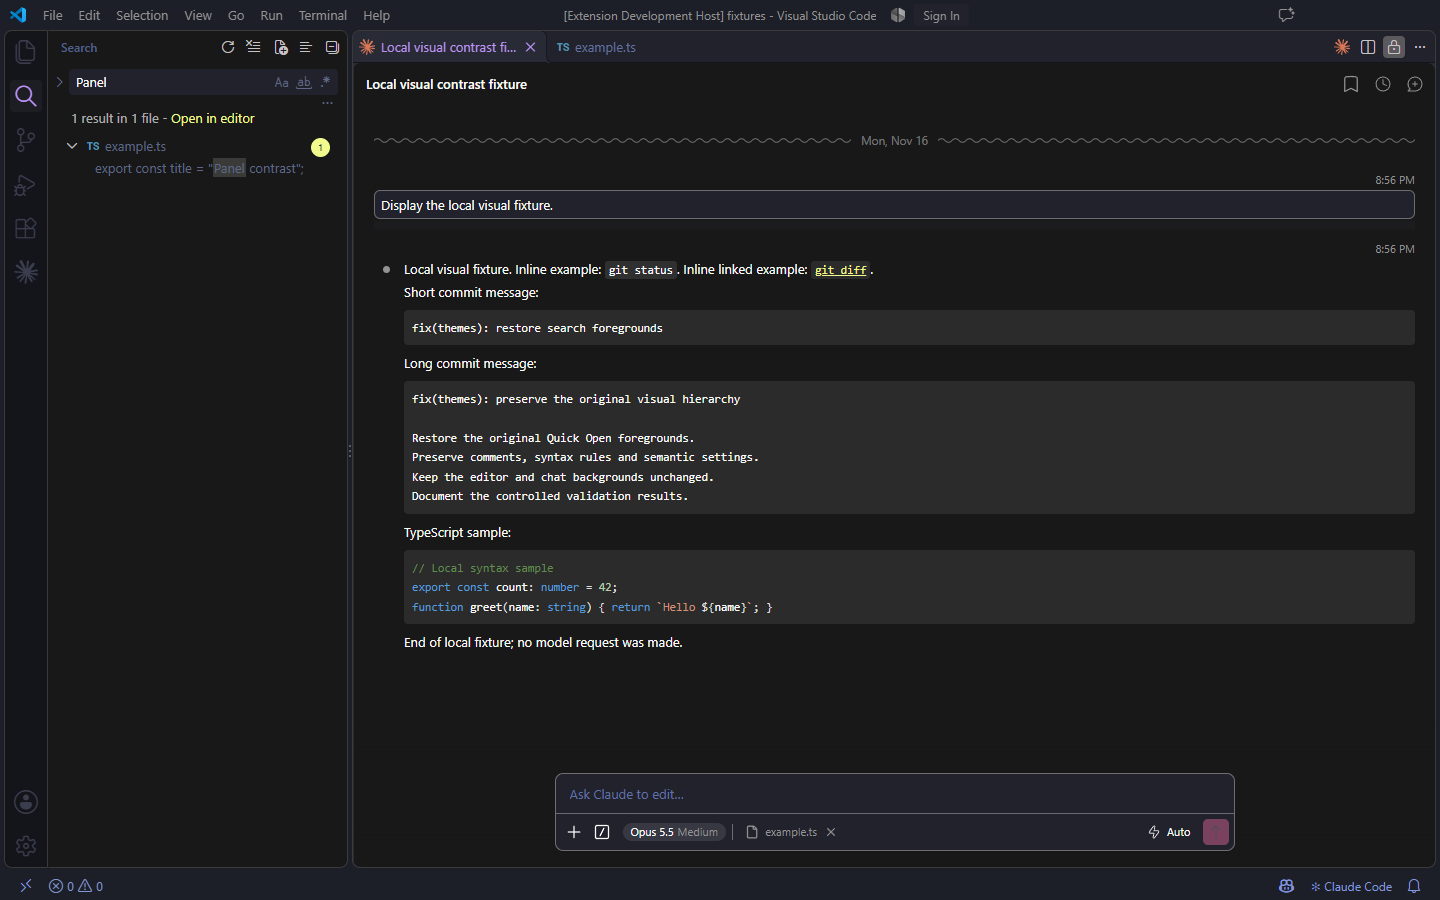 File Edit Selection View Go Run Terminal Help
[Extension Development Host] fixtures - Visual Studio Code
Sign In
Search
Panel
Aa ab .*
1 result in 1 file - Open in editor
TS example.ts 1
export const title = "Panel contrast";
Local visual contrast fi...
TS example.ts
Local visual contrast fixture
Mon, Nov 16
8:56 PM
Display the local visual fixture.
8:56 PM
Local visual fixture. Inline example: git status. Inline linked example: git diff.
Short commit message:
fix(themes): restore search foregrounds
Long commit message:
fix(themes): preserve the original visual hierarchy
Restore the original Quick Open foregrounds.
Preserve comments, syntax rules and semantic settings.
Keep the editor and chat backgrounds unchanged.
Document the controlled validation results.
TypeScript sample:
// Local syntax sample
export const count: number = 42;
function greet(name: string) { return `Hello ${name}`; }
End of local fixture; no model request was made.
Ask Claude to edit...
Opus 5.5 Medium
example.ts
Auto
0 0
Claude Code